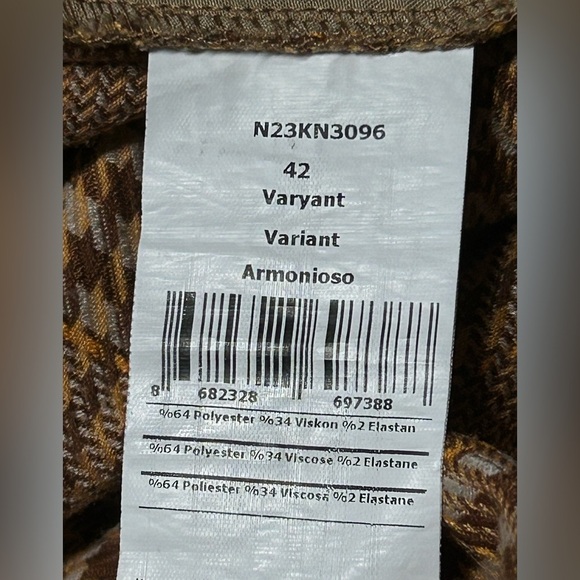 N23KN3096
42
Varyant
Variant
Armonioso
8 682328 697388
%64 Polyester %34 Viskon %2 Elastan
%64 Polyester %34 Viscose %2 Elastane
%64 Poliester %34 Viscosa %2 Elastane